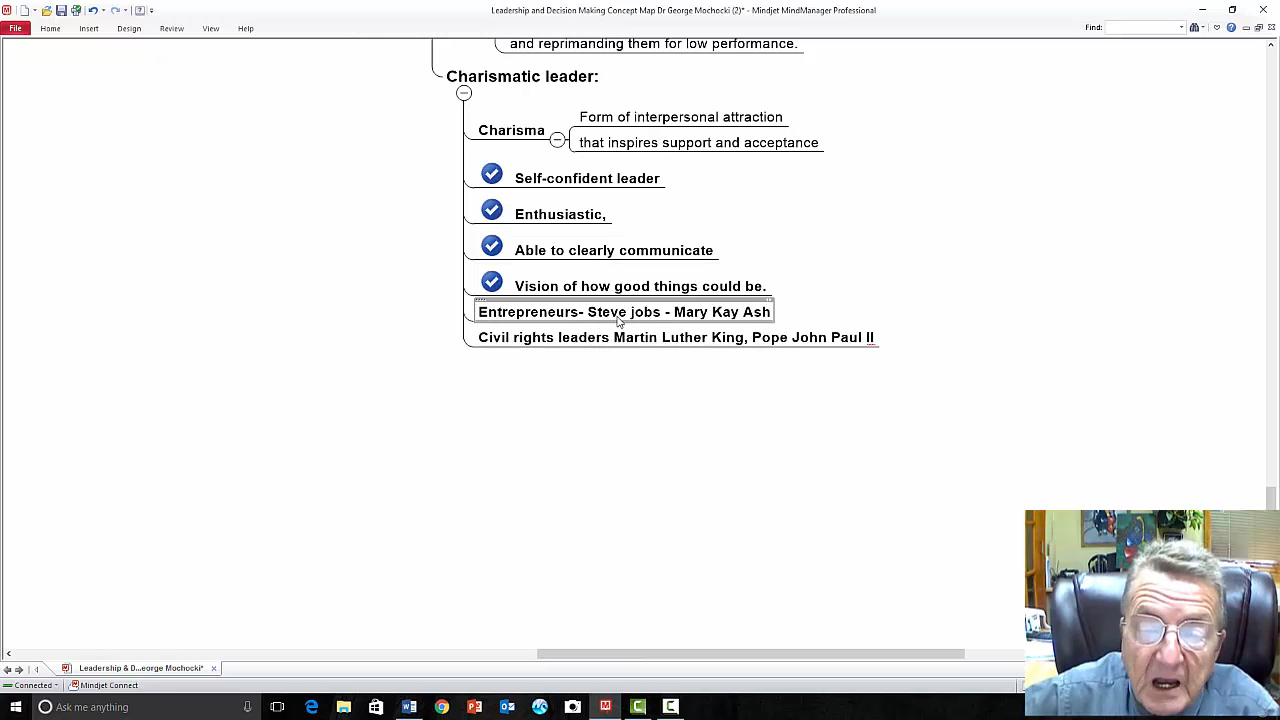 Leadership and Decision Making Concept Map Dr George Mochocki (2)* - Mindjet MindManager Professional
File Home Insert Design Review View Help
Find:
and reprimanding them for low performance.
Charismatic leader:
Form of interpersonal attraction
Charisma
that inspires support and acceptance
Self-confident leader
Enthusiastic,
Able to clearly communicate
Vision of how good things could be.
Entrepreneurs- Steve jobs - Mary Kay Ash
Civil rights leaders Martin Luther King, Pope John Paul II
Leadership & D...eorge Mochocki*
Connected Mindjet Connect
Ask me anything